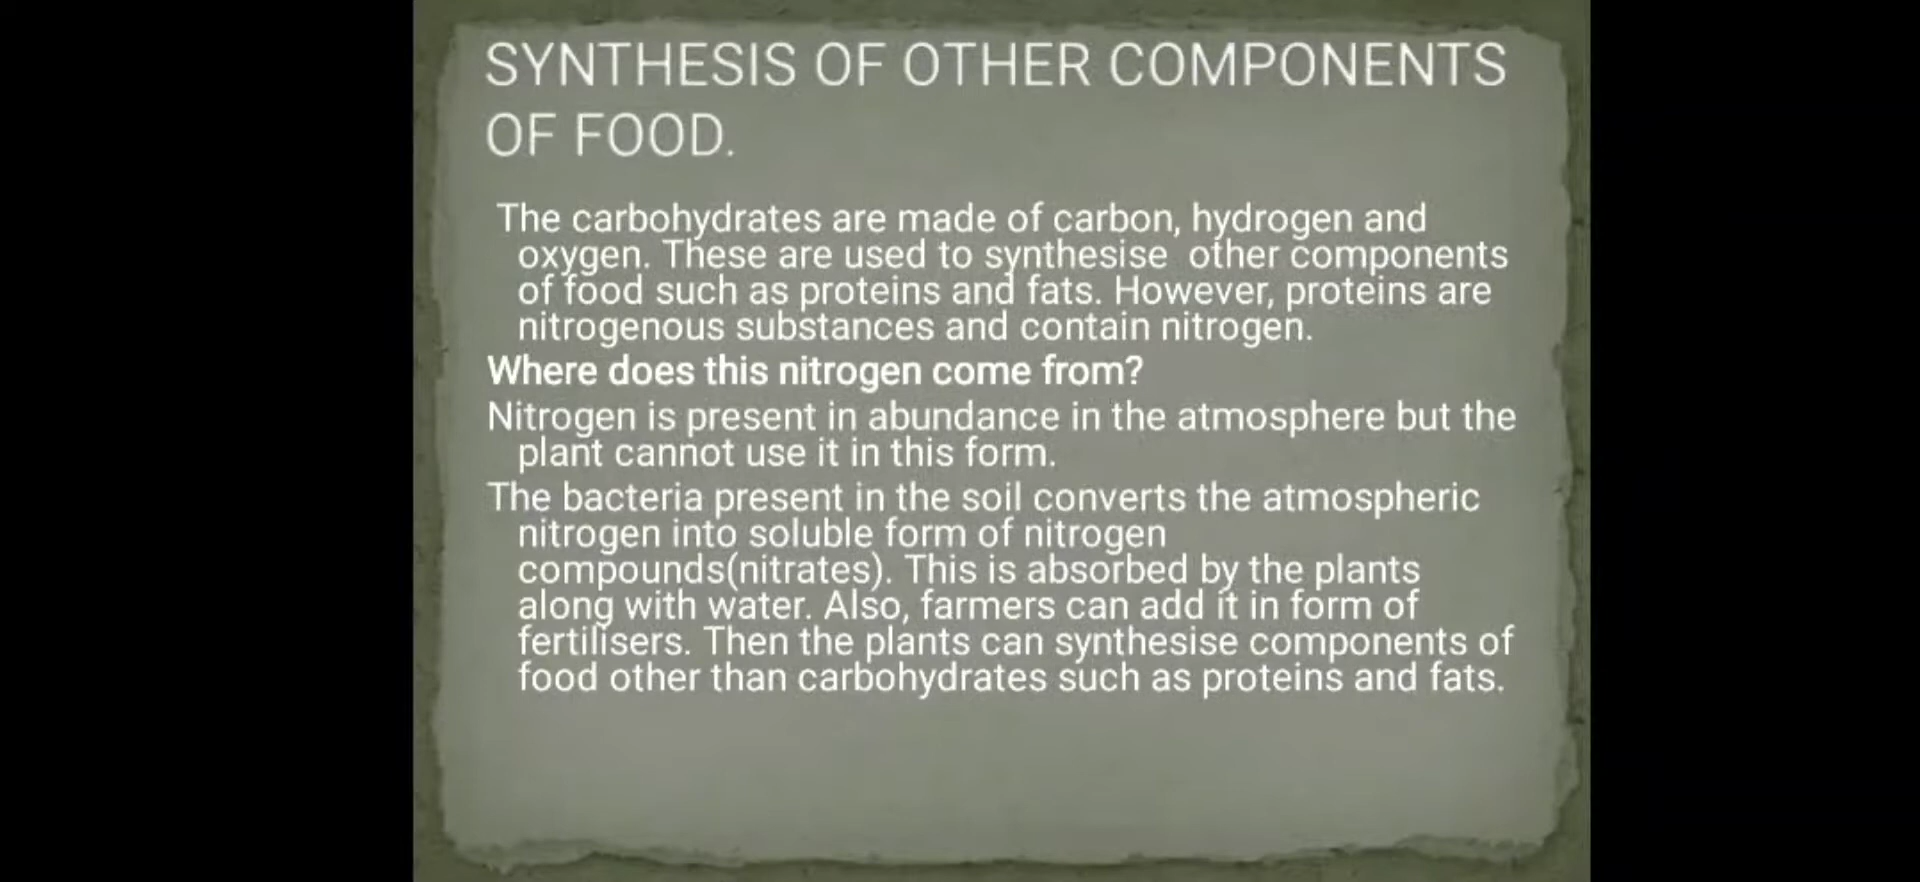 SYNTHESIS OF OTHER COMPONENTS
OF FOOD.
The carbohydrates are made of carbon, hydrogen and
oxygen. These are used to synthesise other components
of food such as proteins and fats. However, proteins are
nitrogenous substances and contain nitrogen.
Where does this nitrogen come from?
Nitrogen is present in abundance in the atmosphere but the
plant cannot use it in this form.
The bacteria present in the soil converts the atmospheric
nitrogen into soluble form of nitrogen
compounds(nitrates). This is absorbed by the plants
along with water. Also, farmers can add it in form of
fertilisers. Then the plants can synthesise components of
food other than carbohydrates such as proteins and fats.